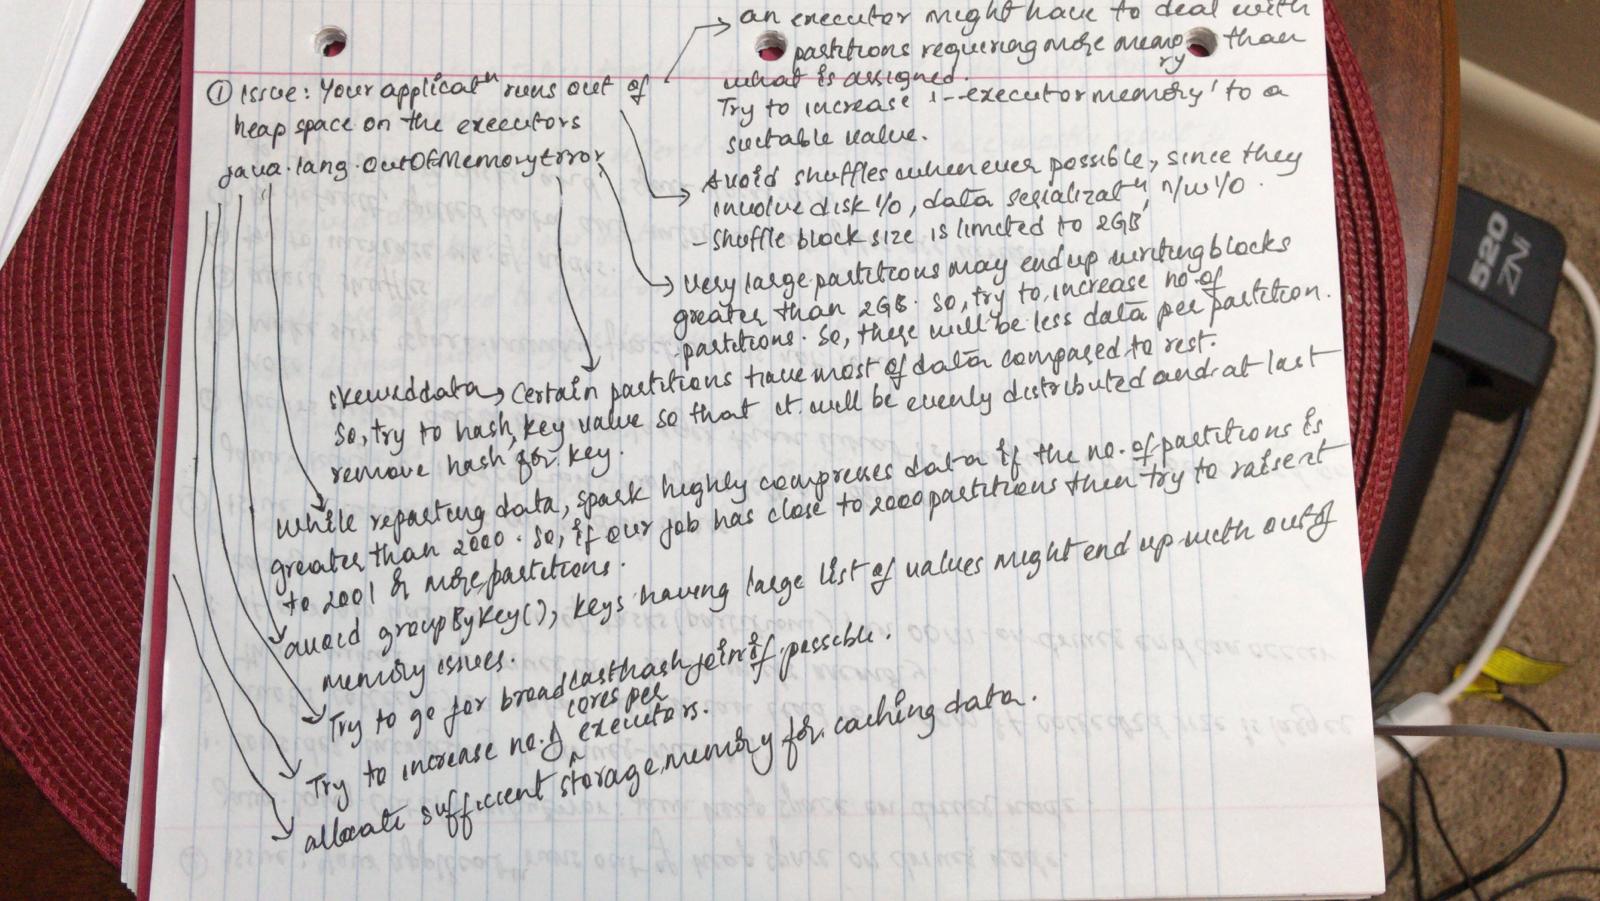 ① Issue: Your applicatⁿ runs out of
heap space on the executors
java.lang.OutOfMemoryError
an executor might have to deal with
partitions requiring more memory than
what is assigned.
Try to increase '--executor memory' to a
suitable value.
Avoid shuffles whenever possible, since they
involve disk I/O, data serializatⁿ, n/w I/O.
- Shuffle block size is limited to 2GB
Very large partitions may end up writing blocks
greater than 2GB. So, try to increase no. of
partitions. So, there will be less data per partition.
skewed data → Certain partitions have most of data compared to rest.
So, try to hash key value so that it will be evenly distributed and at last
remove hash for key.
while reporting data, spark highly compresses data if the no. of partitions is
greater than 2000. So, if our job has close to 2000 partitions then try to raise it
to 2001 & more partitions.
avoid groupByKey(), keys having large list of values might end up with out of
memory issues.
Try to go for broadcast hash join if possible.
Try to increase no. of cores per executors.
allocate sufficient storage memory for caching data.
520
ZNi